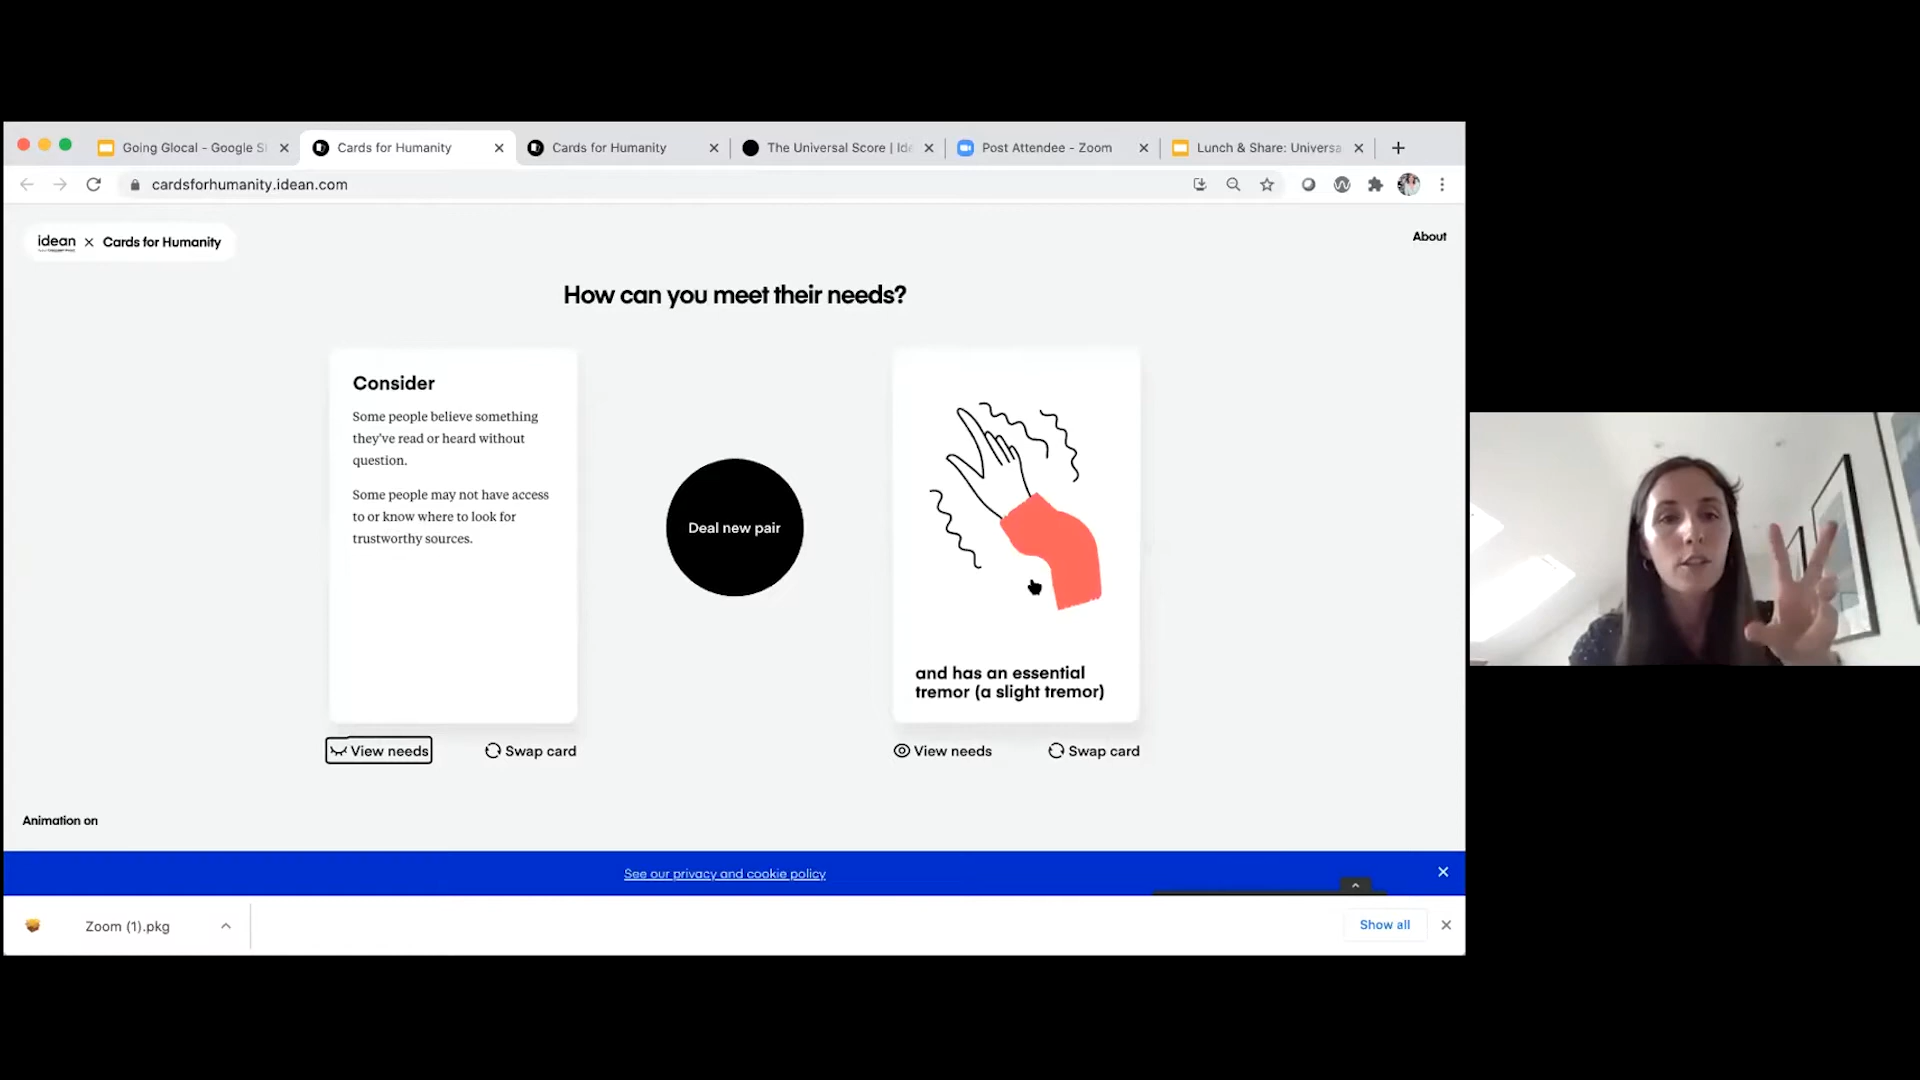 Going Glocal - Google Sl
Cards for Humanity
Cards for Humanity
The Universal Score | Ide
Post Attendee - Zoom
Lunch & Share: Universa
cardsforhumanity.idean.com
idean × Cards for Humanity
About
How can you meet their needs?
Consider
Some people believe something
they've read or heard without
question.
Some people may not have access
to or know where to look for
trustworthy sources.
Deal new pair
and has an essential
tremor (a slight tremor)
View needs
Swap card
View needs
Swap card
Animation on
See our privacy and cookie policy
Zoom (1).pkg
Show all